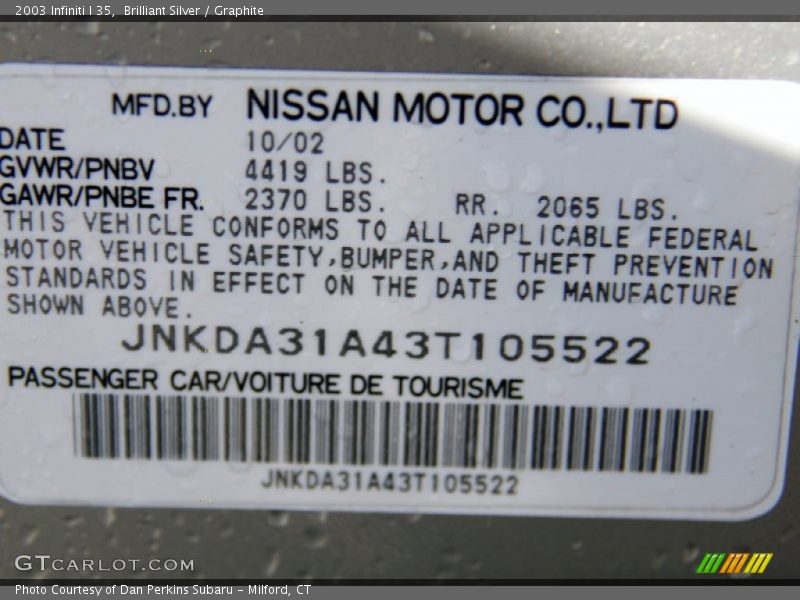 2003 Infiniti I 35, Brilliant Silver / Graphite
MFD.BY NISSAN MOTOR CO.,LTD
DATE 10/02
GVWR/PNBV 4419 LBS.
GAWR/PNBE FR. 2370 LBS. RR. 2065 LBS.
THIS VEHICLE CONFORMS TO ALL APPLICABLE FEDERAL
MOTOR VEHICLE SAFETY,BUMPER,AND THEFT PREVENTION
STANDARDS IN EFFECT ON THE DATE OF MANUFACTURE
SHOWN ABOVE.
JNKDA31A43T105522
PASSENGER CAR/VOITURE DE TOURISME
JNKDA31A43T105522
GTCARLOT.COM
Photo Courtesy of Dan Perkins Subaru - Milford, CT